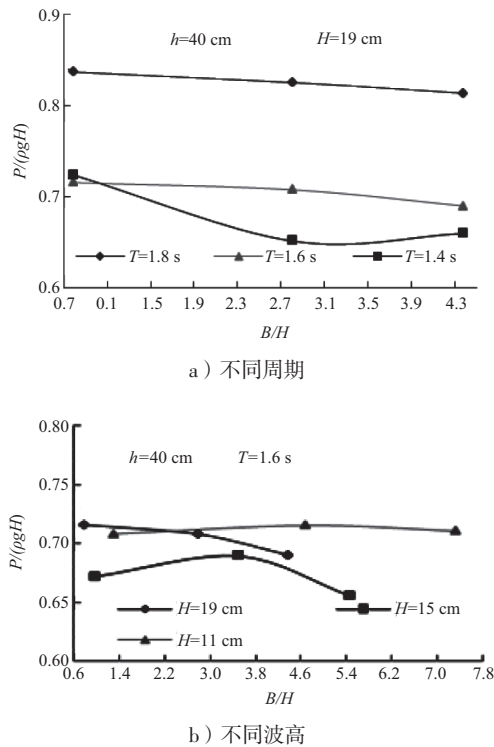 0.9
h=40 cm H=19 cm
0.8
P/(ρgH)
0.7
T=1.8 s T=1.6 s T=1.4 s
0.6
0.7 0.1 1.5 1.9 2.3 2.7 3.1 3.5 3.9 4.3
B/H
a）不同周期
0.80
h=40 cm T=1.6 s
0.75
P/(ρgH)
0.70
0.65
H=19 cm H=15 cm
H=11 cm
0.60
0.6 1.4 2.2 3.0 3.8 4.6 5.4 6.2 7.0 7.8
B/H
b）不同波高